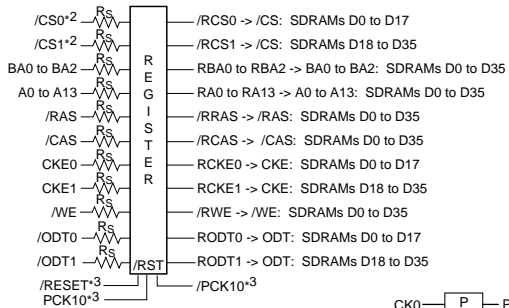 /CS0*2 RS /RCS0 -> /CS: SDRAMs D0 to D17
/CS1*2 RS /RCS1 -> /CS: SDRAMs D18 to D35
BA0 to BA2 RS RBA0 to RBA2 -> BA0 to BA2: SDRAMs D0 to D35
A0 to A13 RS RA0 to RA13 -> A0 to A13: SDRAMs D0 to D35
/RAS RS /RRAS -> /RAS: SDRAMs D0 to D35
/CAS RS /RCAS -> /CAS: SDRAMs D0 to D35
CKE0 RS RCKE0 -> CKE: SDRAMs D0 to D17
CKE1 RS RCKE1 -> CKE: SDRAMs D18 to D35
/WE RS /RWE -> /WE: SDRAMs D0 to D35
/ODT0 RS RODT0 -> ODT: SDRAMs D0 to D17
/ODT1 RS RODT1 -> ODT: SDRAMs D18 to D35
REGISTER
/RST
/RESET*3 /PCK10*3
PCK10*3
CK0 P P